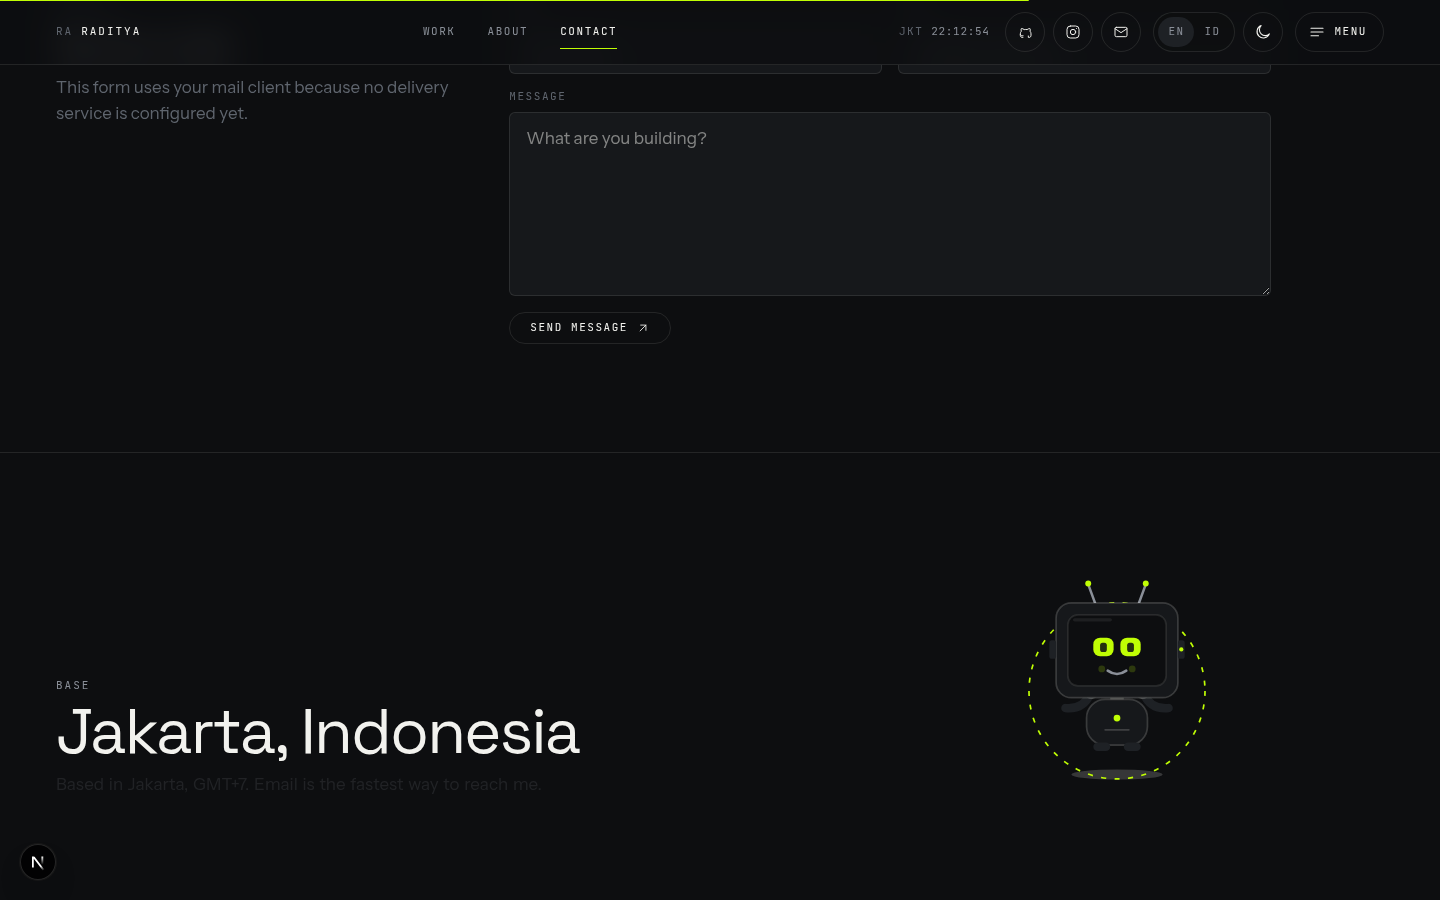 RA RADITYA
WORK ABOUT CONTACT
JKT 22:12:54
EN ID
MENU
This form uses your mail client because no delivery
service is configured yet.
MESSAGE
What are you building?
SEND MESSAGE
BASE
Jakarta, Indonesia
Based in Jakarta, GMT+7. Email is the fastest way to reach me.
N